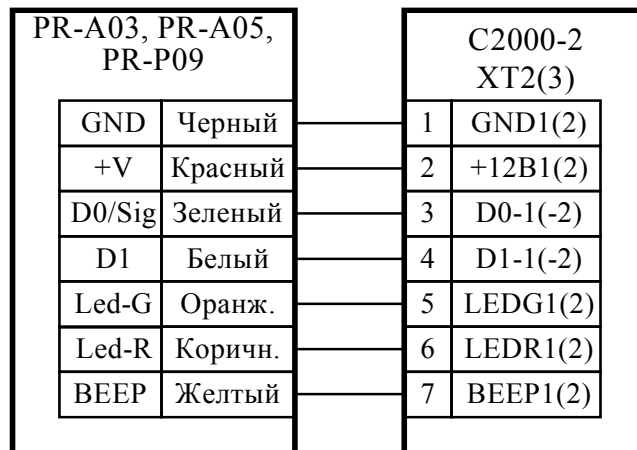 PR-A03, PR-A05,
PR-P09
C2000-2
XT2(3)
GND Черный 1 GND1(2)
+V Красный 2 +12В1(2)
D0/Sig Зеленый 3 D0-1(-2)
D1 Белый 4 D1-1(-2)
Led-G Оранж. 5 LEDG1(2)
Led-R Коричн. 6 LEDR1(2)
BEEP Желтый 7 BEEP1(2)